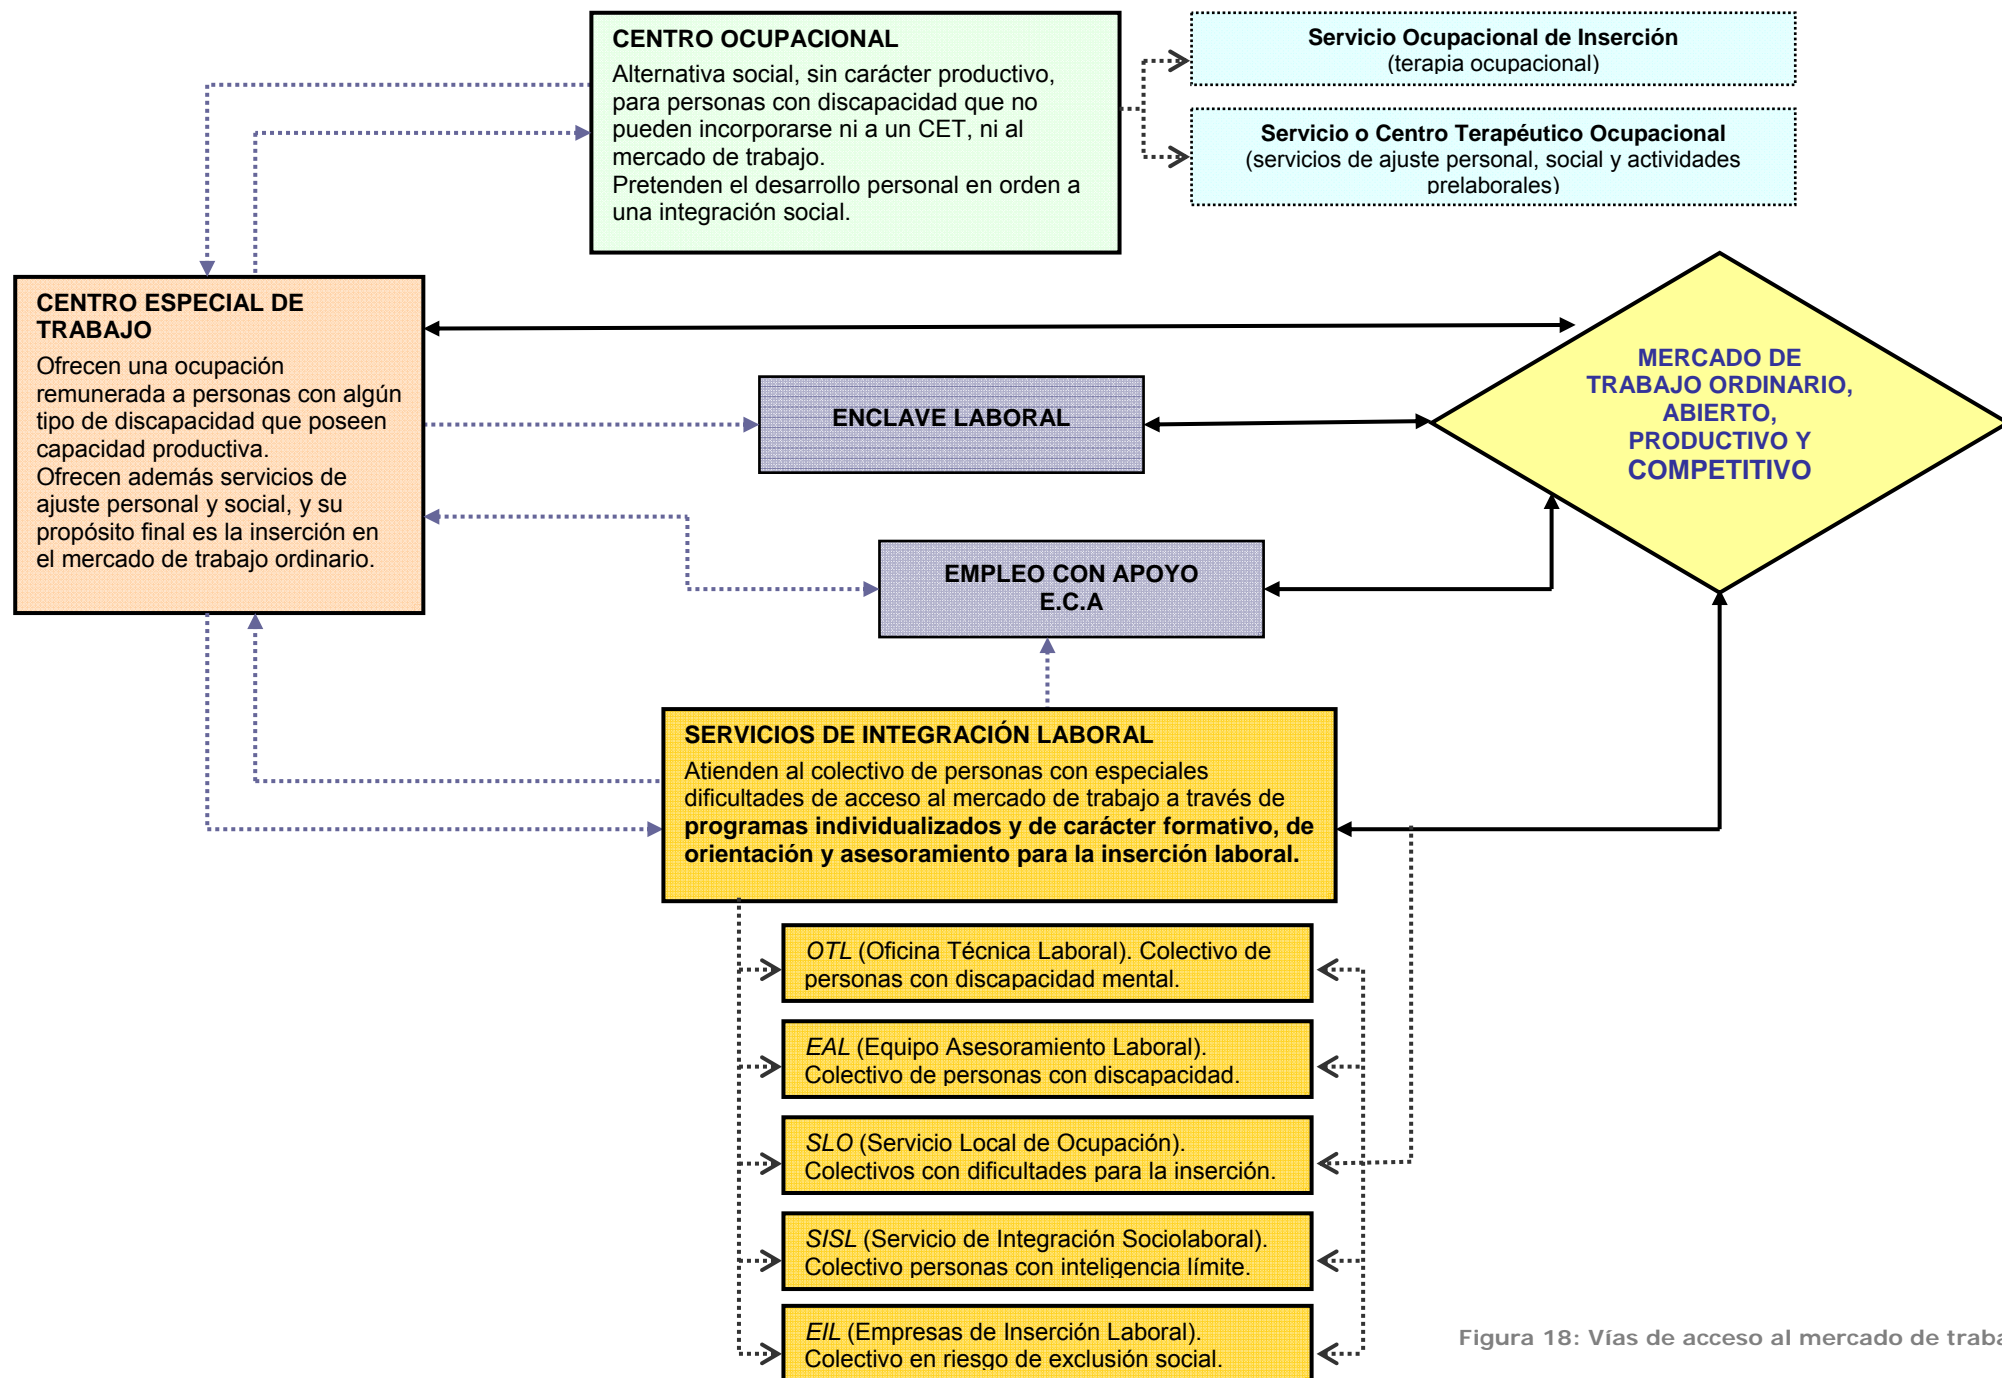 CENTRO OCUPACIONAL
Alternativa social, sin carácter productivo,
para personas con discapacidad que no
pueden incorporarse ni a un CET, ni al
mercado de trabajo.
Pretenden el desarrollo personal en orden a
una integración social.
Servicio Ocupacional de Inserción
(terapia ocupacional)
Servicio o Centro Terapéutico Ocupacional
(servicios de ajuste personal, social y actividades
prelaborales)
CENTRO ESPECIAL DE
TRABAJO
Ofrecen una ocupación
remunerada a personas con algún
tipo de discapacidad que poseen
capacidad productiva.
Ofrecen además servicios de
ajuste personal y social, y su
propósito final es la inserción en
el mercado de trabajo ordinario.
ENCLAVE LABORAL
MERCADO DE
TRABAJO ORDINARIO,
ABIERTO,
PRODUCTIVO Y
COMPETITIVO
EMPLEO CON APOYO
E.C.A
SERVICIOS DE INTEGRACIÓN LABORAL
Atienden al colectivo de personas con especiales
dificultades de acceso al mercado de trabajo a través de
programas individualizados y de carácter formativo, de
orientación y asesoramiento para la inserción laboral.
OTL (Oficina Técnica Laboral). Colectivo de
personas con discapacidad mental.
EAL (Equipo Asesoramiento Laboral).
Colectivo de personas con discapacidad.
SLO (Servicio Local de Ocupación).
Colectivos con dificultades para la inserción.
SISL (Servicio de Integración Sociolaboral).
Colectivo personas con inteligencia límite.
EIL (Empresas de Inserción Laboral).
Colectivo en riesgo de exclusión social.
Figura 18: Vías de acceso al mercado de traba